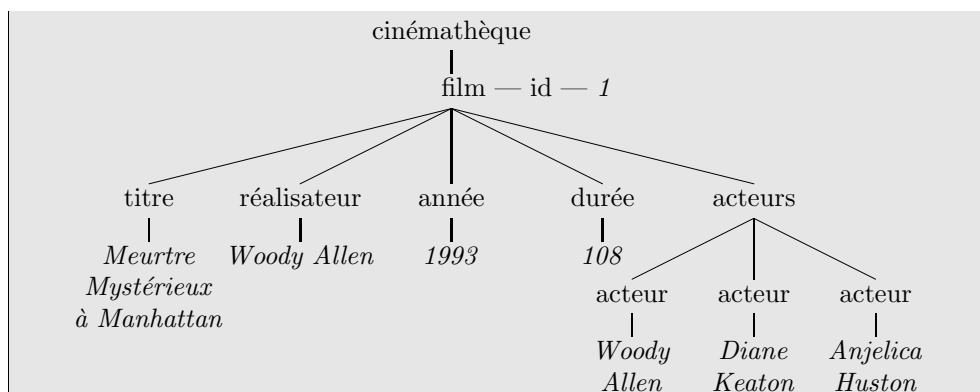 cinémathèque
film — id — 1
titre réalisateur année durée acteurs
Meurtre Woody Allen 1993 108
Mystérieux
à Manhattan
acteur acteur acteur
Woody Diane Anjelica
Allen Keaton Huston